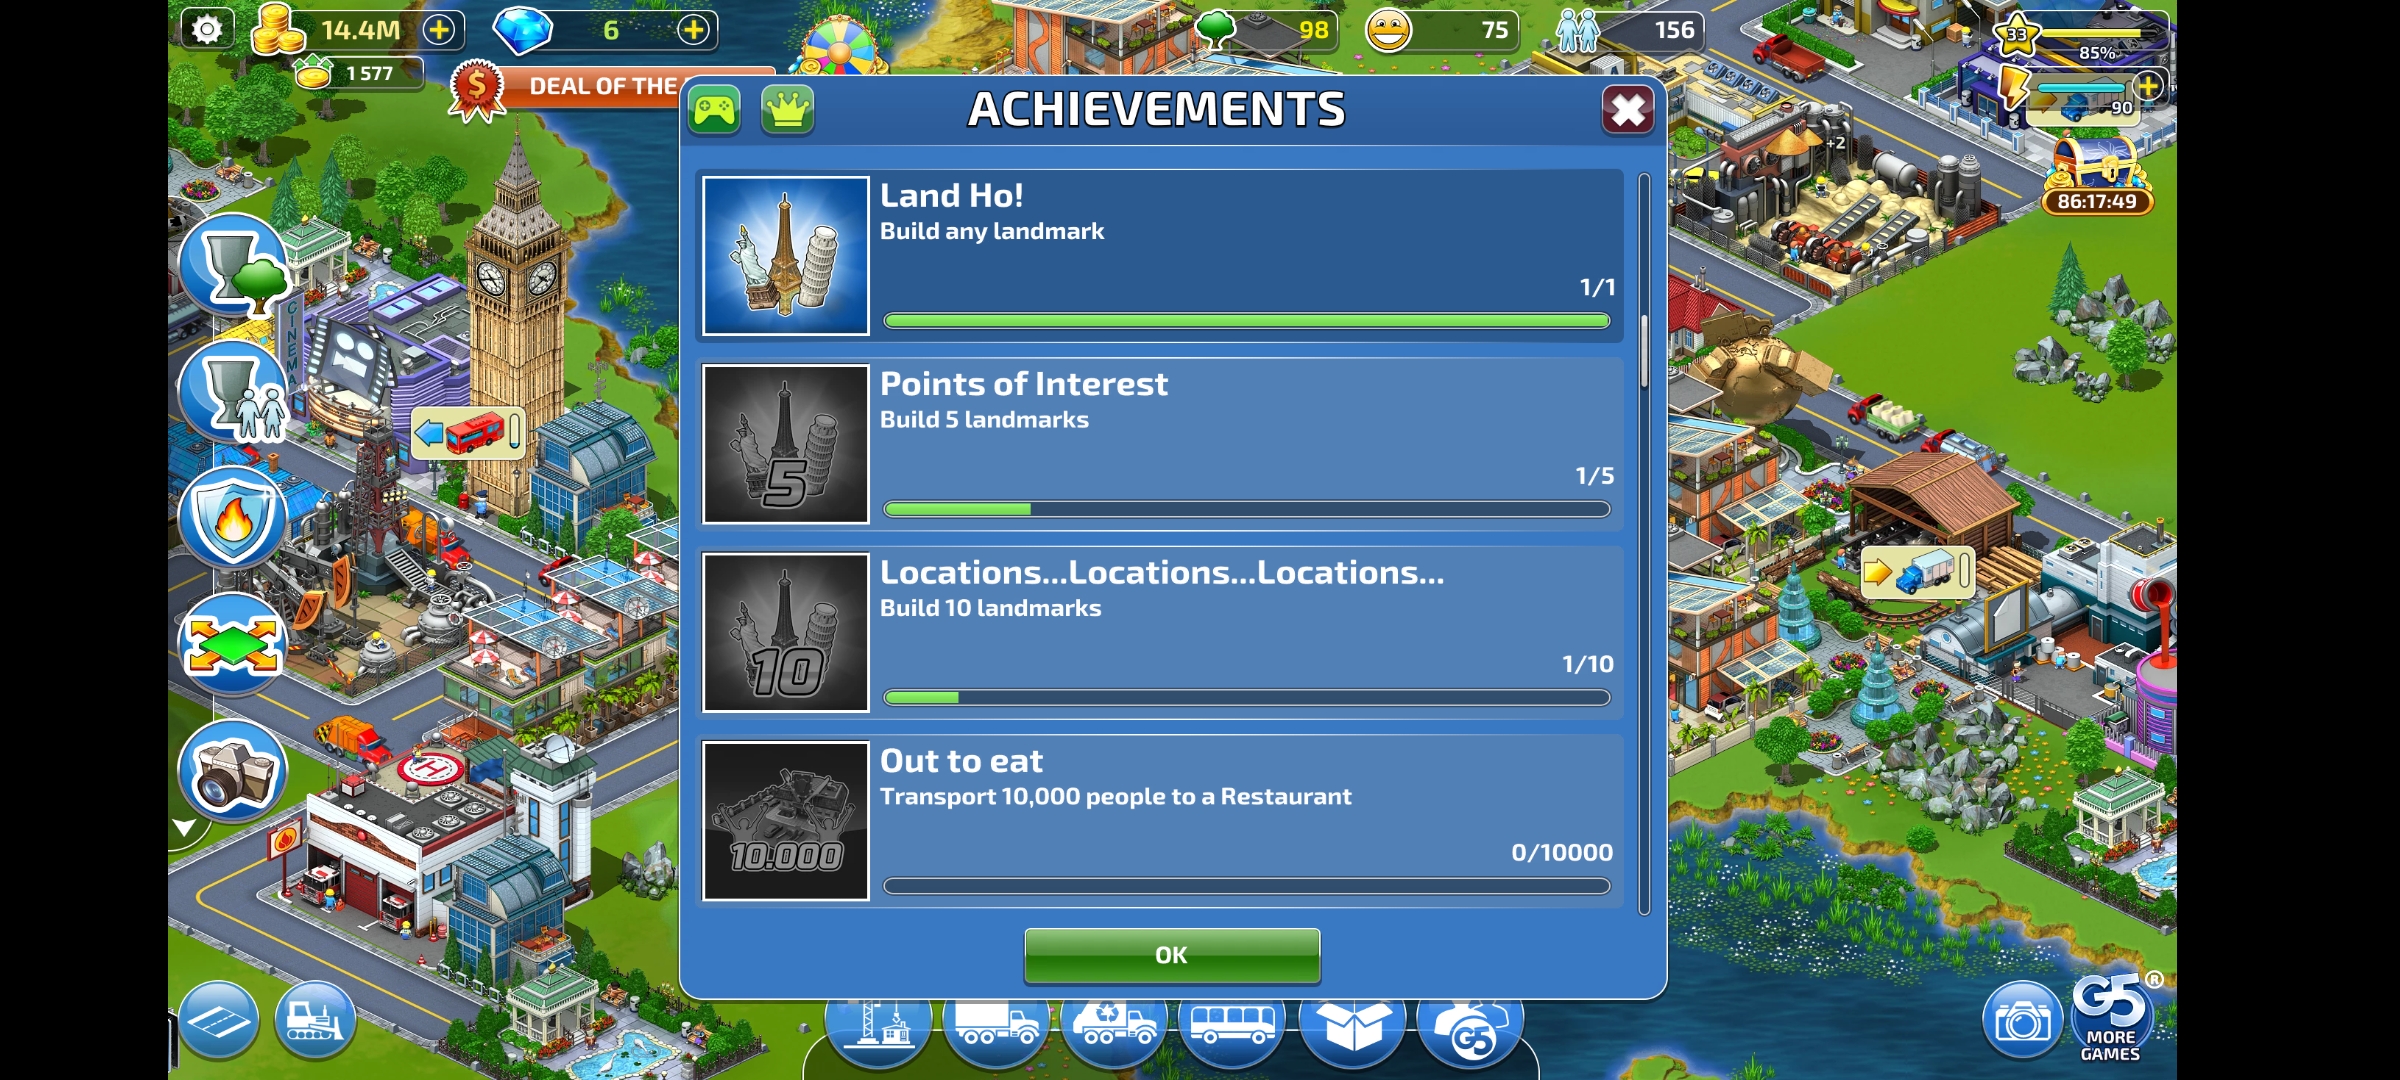 14.4M
6
98
75
156
33
85%
1 577
DEAL OF THE
90
ACHIEVEMENTS
+2
86:17:49
Land Ho!
Build any landmark
1/1
CINEMA
Points of Interest
Build 5 landmarks
1/5
5
Locations...Locations...Locations...
Build 10 landmarks
1/10
10
Out to eat
Transport 10,000 people to a Restaurant
0/10000
10.000
H
OK
G5
G5 ®
MORE
GAMES